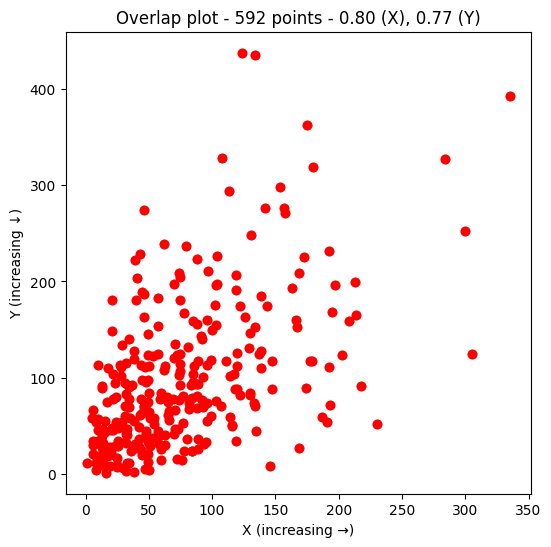 Overlap plot - 592 points - 0.80 (X), 0.77 (Y)
400
300
200
100
0
Y (increasing ↓)
0 50 100 150 200 250 300 350
X (increasing →)